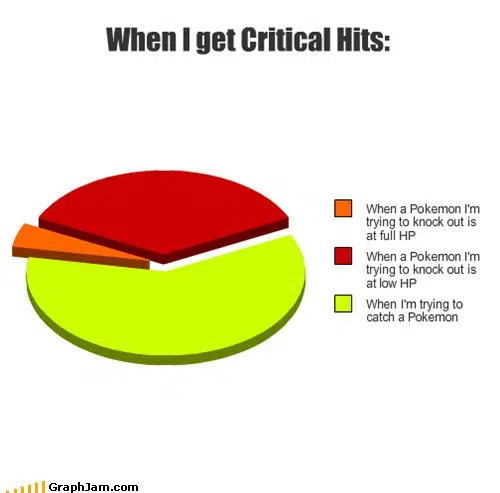 When I get Critical Hits:
When a Pokemon I'm
trying to knock out is
at full HP
When a Pokemon I'm
trying to knock out is
at low HP
When I'm trying to
catch a Pokemon
GraphJam.com